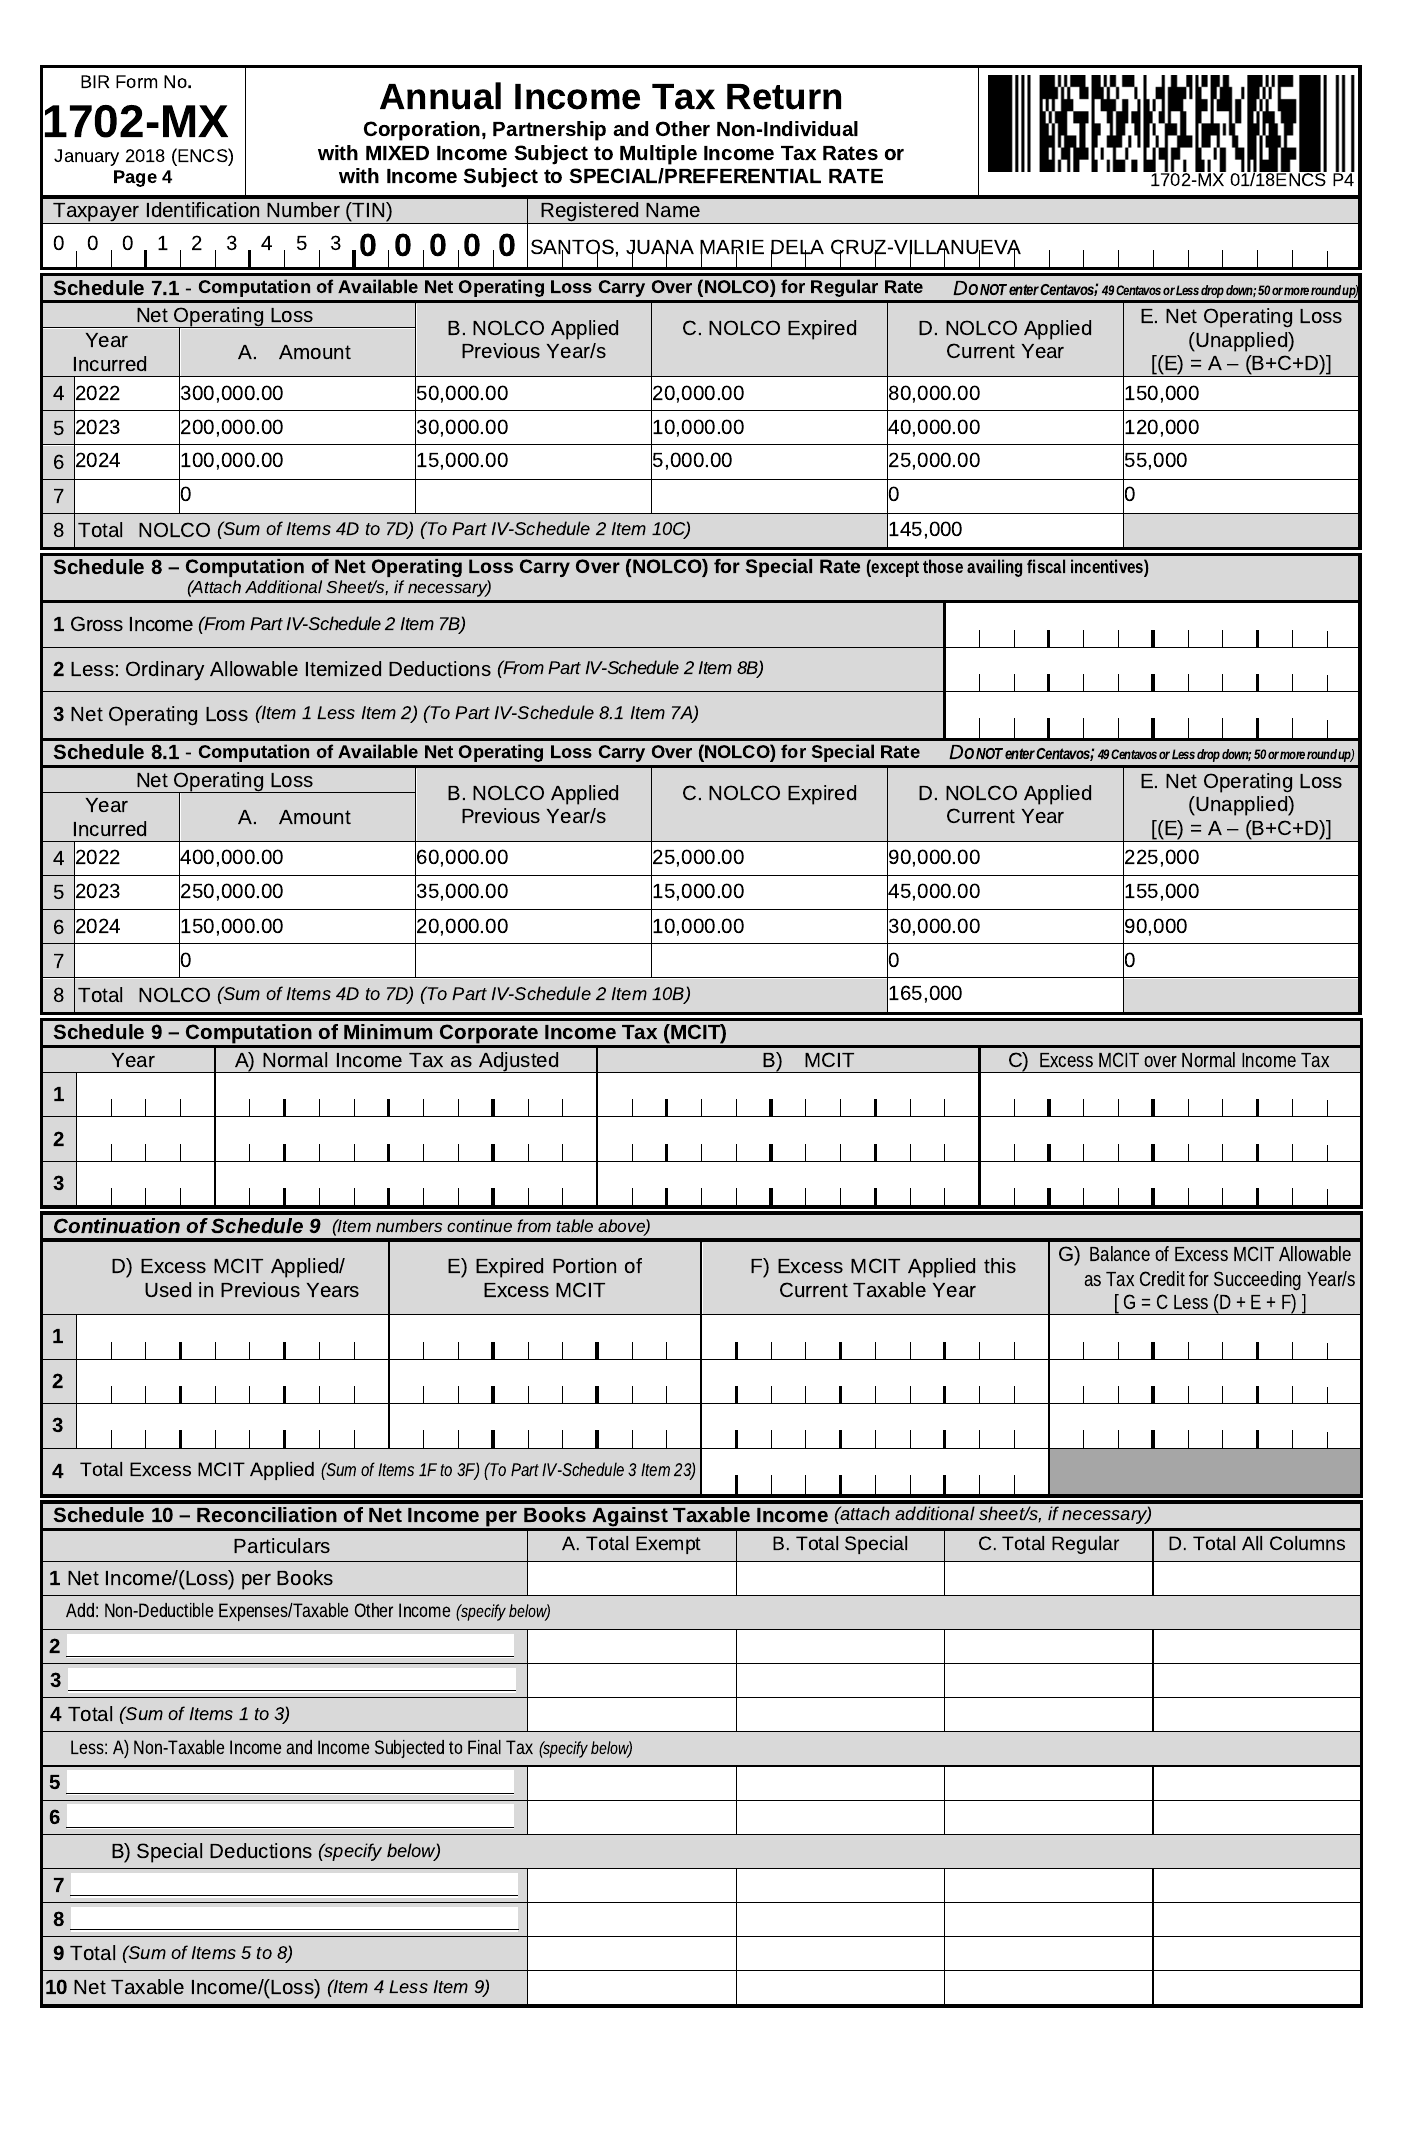 BIR Form No.
1702-MX
January 2018 (ENCS)
Page 4
Annual Income Tax Return
Corporation, Partnership and Other Non-Individual
with MIXED Income Subject to Multiple Income Tax Rates or
with Income Subject to SPECIAL/PREFERENTIAL RATE
1702-MX 01/18ENCS P4
Taxpayer Identification Number (TIN) Registered Name
0 0 0 1 2 3 4 5 3 0 0 0 0 0 SANTOS, JUANA MARIE DELA CRUZ-VILLANUEVA
Schedule 7.1 - Computation of Available Net Operating Loss Carry Over (NOLCO) for Regular Rate DO NOT enter Centavos; 49 Centavos or Less drop down; 50 or more round up)
Net Operating Loss
Year Incurred
A. Amount
B. NOLCO Applied Previous Year/s
C. NOLCO Expired
D. NOLCO Applied Current Year
E. Net Operating Loss (Unapplied) [(E) = A – (B+C+D)]
4 2022 300,000.00 50,000.00 20,000.00 80,000.00 150,000
5 2023 200,000.00 30,000.00 10,000.00 40,000.00 120,000
6 2024 100,000.00 15,000.00 5,000.00 25,000.00 55,000
7 0 0 0
8 Total NOLCO (Sum of Items 4D to 7D) (To Part IV-Schedule 2 Item 10C) 145,000
Schedule 8 – Computation of Net Operating Loss Carry Over (NOLCO) for Special Rate (except those availing fiscal incentives)
(Attach Additional Sheet/s, if necessary)
1 Gross Income (From Part IV-Schedule 2 Item 7B)
2 Less: Ordinary Allowable Itemized Deductions (From Part IV-Schedule 2 Item 8B)
3 Net Operating Loss (Item 1 Less Item 2) (To Part IV-Schedule 8.1 Item 7A)
Schedule 8.1 - Computation of Available Net Operating Loss Carry Over (NOLCO) for Special Rate DO NOT enter Centavos; 49 Centavos or Less drop down; 50 or more round up)
Net Operating Loss
Year Incurred
A. Amount
B. NOLCO Applied Previous Year/s
C. NOLCO Expired
D. NOLCO Applied Current Year
E. Net Operating Loss (Unapplied) [(E) = A – (B+C+D)]
4 2022 400,000.00 60,000.00 25,000.00 90,000.00 225,000
5 2023 250,000.00 35,000.00 15,000.00 45,000.00 155,000
6 2024 150,000.00 20,000.00 10,000.00 30,000.00 90,000
7 0 0 0
8 Total NOLCO (Sum of Items 4D to 7D) (To Part IV-Schedule 2 Item 10B) 165,000
Schedule 9 – Computation of Minimum Corporate Income Tax (MCIT)
Year A) Normal Income Tax as Adjusted B) MCIT C) Excess MCIT over Normal Income Tax
1
2
3
Continuation of Schedule 9 (Item numbers continue from table above)
D) Excess MCIT Applied/ Used in Previous Years
E) Expired Portion of Excess MCIT
F) Excess MCIT Applied this Current Taxable Year
G) Balance of Excess MCIT Allowable as Tax Credit for Succeeding Year/s [ G = C Less (D + E + F) ]
1
2
3
4 Total Excess MCIT Applied (Sum of Items 1F to 3F) (To Part IV-Schedule 3 Item 23)
Schedule 10 – Reconciliation of Net Income per Books Against Taxable Income (attach additional sheet/s, if necessary)
Particulars A. Total Exempt B. Total Special C. Total Regular D. Total All Columns
1 Net Income/(Loss) per Books
Add: Non-Deductible Expenses/Taxable Other Income (specify below)
2
3
4 Total (Sum of Items 1 to 3)
Less: A) Non-Taxable Income and Income Subjected to Final Tax (specify below)
5
6
B) Special Deductions (specify below)
7
8
9 Total (Sum of Items 5 to 8)
10 Net Taxable Income/(Loss) (Item 4 Less Item 9)